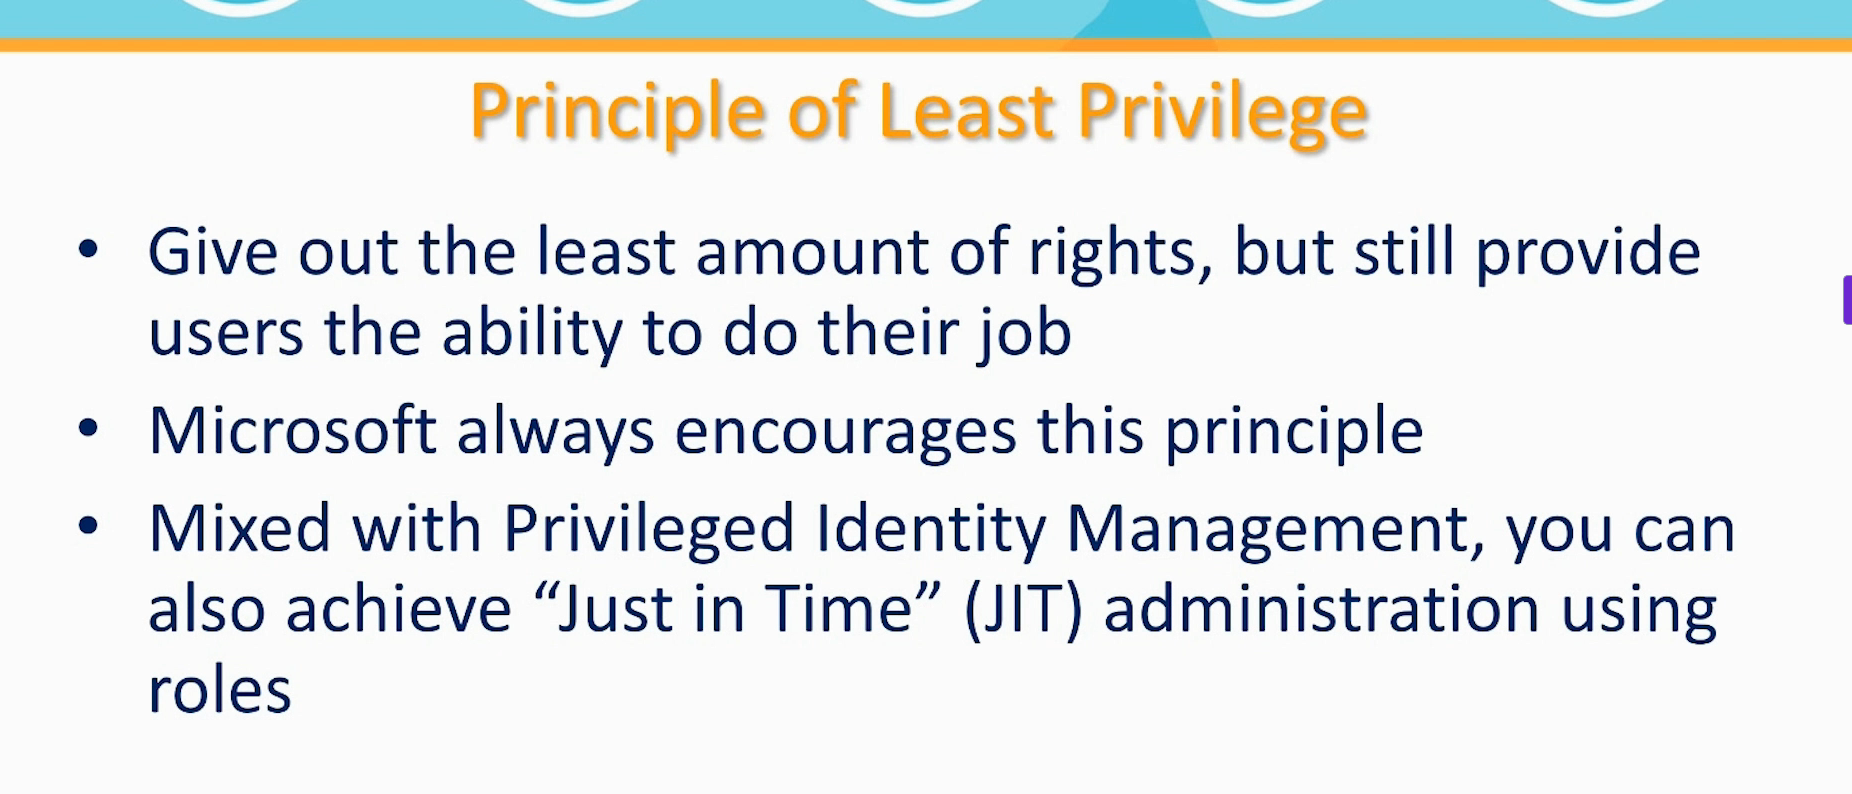 Principle of Least Privilege
• Give out the least amount of rights, but still provide
users the ability to do their job
• Microsoft always encourages this principle
• Mixed with Privileged Identity Management, you can
also achieve “Just in Time” (JIT) administration using
roles